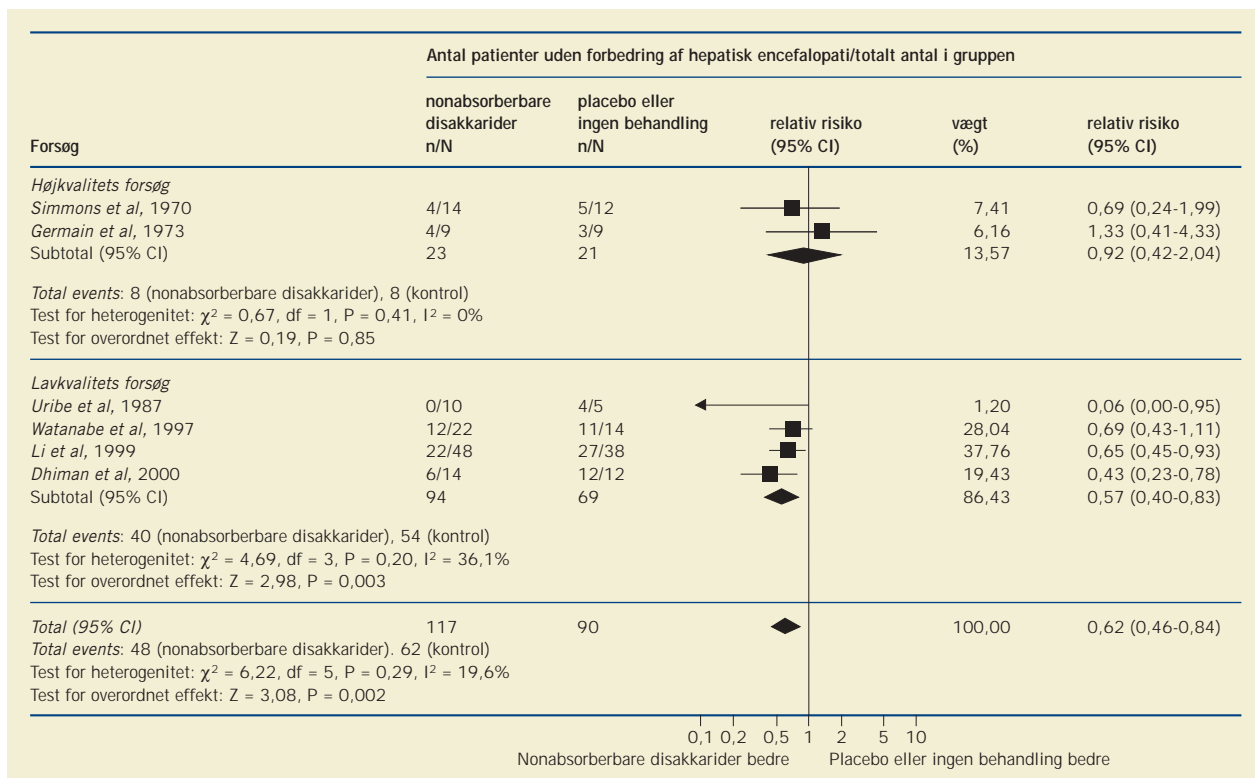 Antal patienter uden forbedring af hepatisk encefalopati/totalt antal i gruppen
nonabsorberbare placebo eller
disakkarider ingen behandling relativ risiko vægt relativ risiko
Forsøg n/N n/N (95% CI) (%) (95% CI)
Højkvalitets forsøg
Simmons et al, 1970 4/14 5/12 7,41 0,69 (0,24-1,99)
Germain et al, 1973 4/9 3/9 6,16 1,33 (0,41-4,33)
Subtotal (95% CI) 23 21 13,57 0,92 (0,42-2,04)
Total events: 8 (nonabsorberbare disakkarider), 8 (kontrol)
Test for heterogenitet: χ² = 0,67, df = 1, P = 0,41, I² = 0%
Test for overordnet effekt: Z = 0,19, P = 0,85
Lavkvalitets forsøg
Uribe et al, 1987 0/10 4/5 1,20 0,06 (0,00-0,95)
Watanabe et al, 1997 12/22 11/14 28,04 0,69 (0,43-1,11)
Li et al, 1999 22/48 27/38 37,76 0,65 (0,45-0,93)
Dhiman et al, 2000 6/14 12/12 19,43 0,43 (0,23-0,78)
Subtotal (95% CI) 94 69 86,43 0,57 (0,40-0,83)
Total events: 40 (nonabsorberbare disakkarider), 54 (kontrol)
Test for heterogenitet: χ² = 4,69, df = 3, P = 0,20, I² = 36,1%
Test for overordnet effekt: Z = 2,98, P = 0,003
Total (95% CI) 117 90 100,00 0,62 (0,46-0,84)
Total events: 48 (nonabsorberbare disakkarider). 62 (kontrol)
Test for heterogenitet: χ² = 6,22, df = 5, P = 0,29, I² = 19,6%
Test for overordnet effekt: Z = 3,08, P = 0,002
0,1 0,2 0,5 1 2 5 10
Nonabsorberbare disakkarider bedre Placebo eller ingen behandling bedre